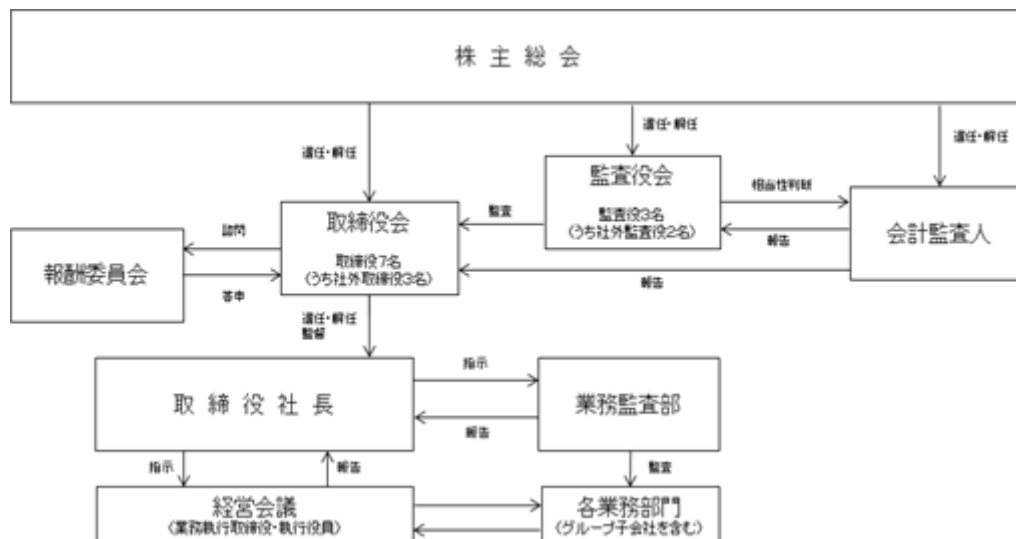 株主総会
選任・解任
選任・解任
選任・解任
監査役会
監査役3名
(うち社外監査役2名)
相当性判断
報告
会計監査人
監査
取締役会
取締役7名
(うち社外取締役3名)
諮問
答申
報酬委員会
報告
選任・解任
監督
取締役社長
指示
報告
業務監査部
指示
報告
監査
経営会議
(業務執行取締役・執行役員)
各業務部門
(グループ子会社を含む)